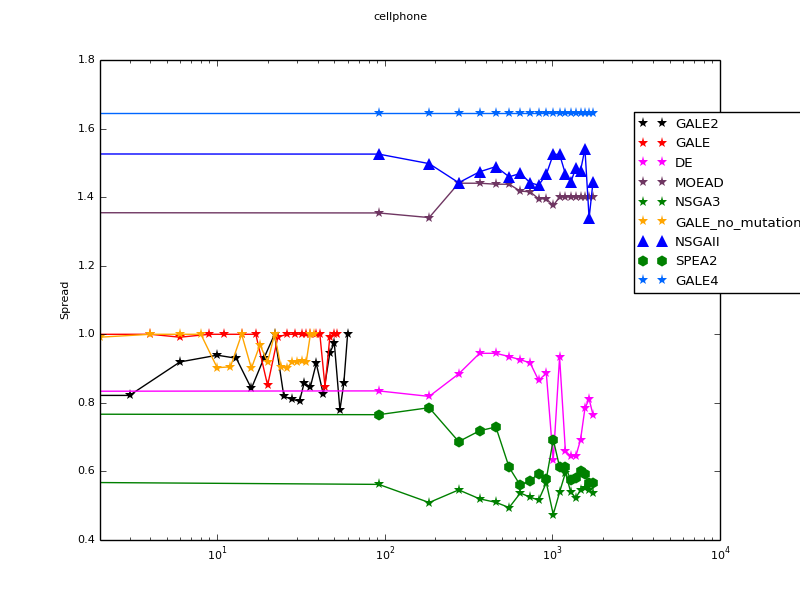 cellphone
1.8
1.6
1.4
1.2
1.0
0.8
0.6
0.4
Spread
10^1
10^2
10^3
10^4
GALE2
GALE
DE
MOEAD
NSGA3
GALE_no_mutation
NSGAII
SPEA2
GALE4